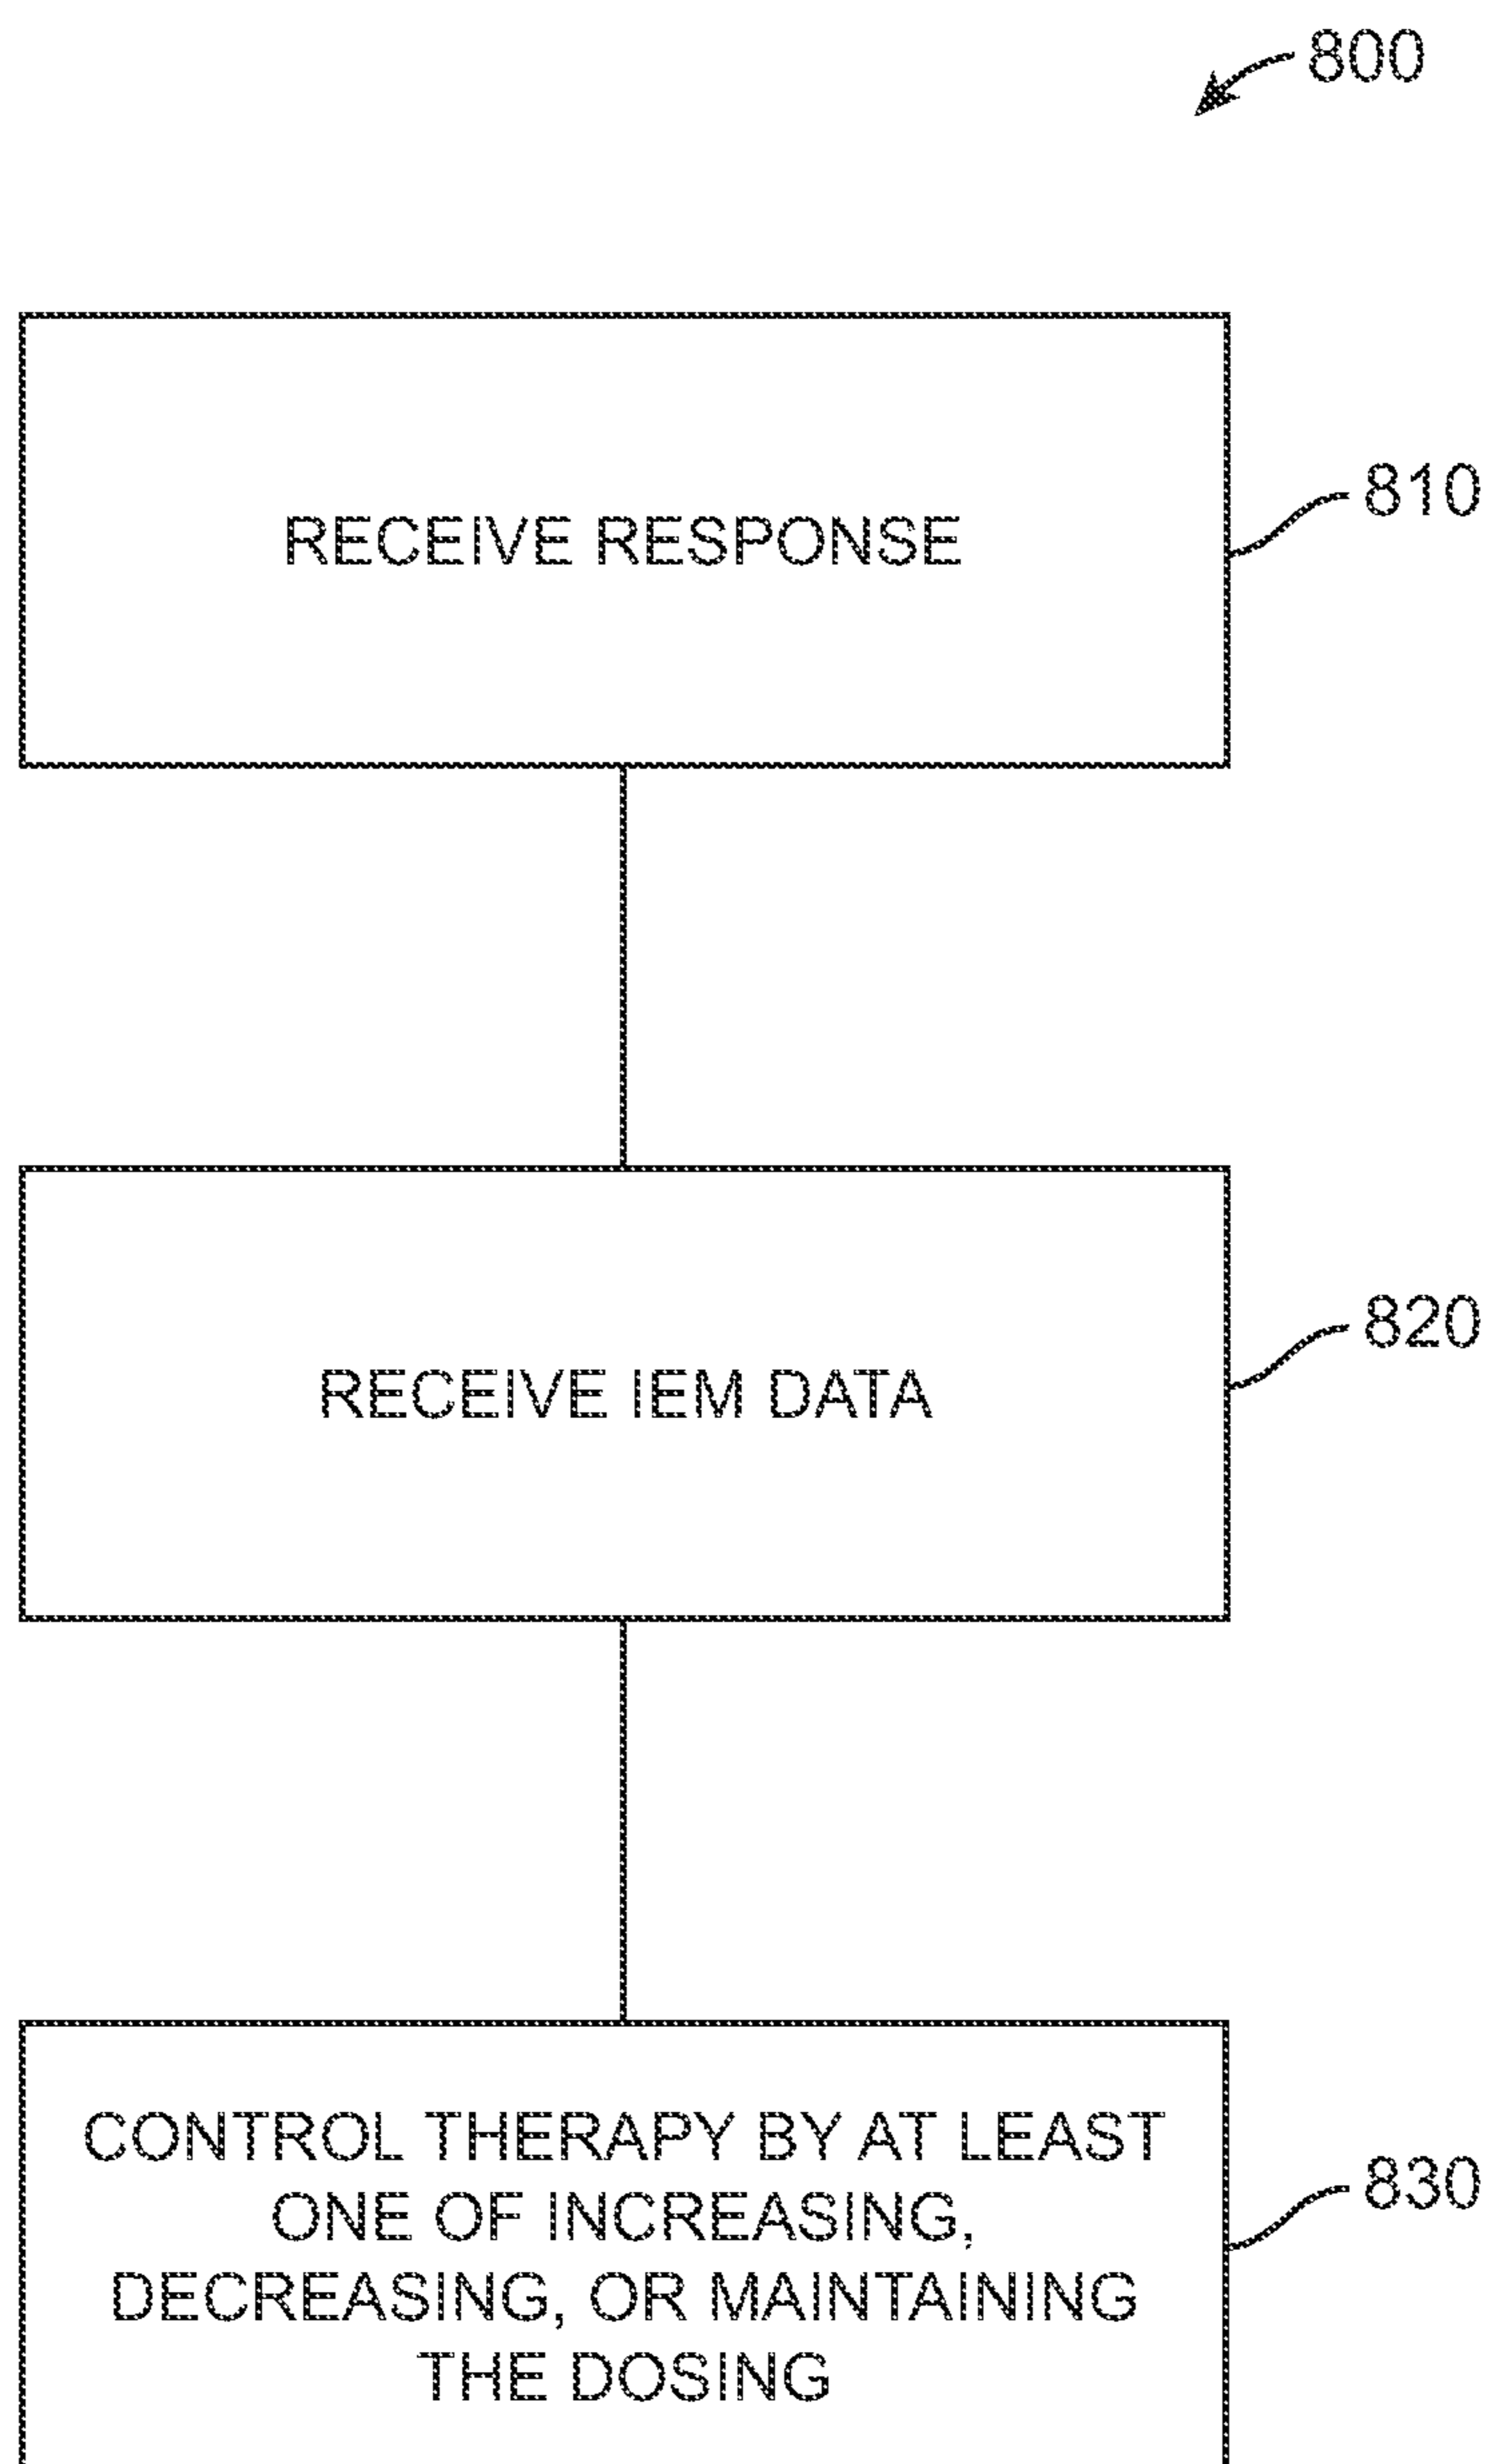 800
RECEIVE RESPONSE
810
RECEIVE IEM DATA
820
CONTROL THERAPY BY AT LEAST
ONE OF INCREASING,
DECREASING, OR MAINTAINING
THE DOSING
830